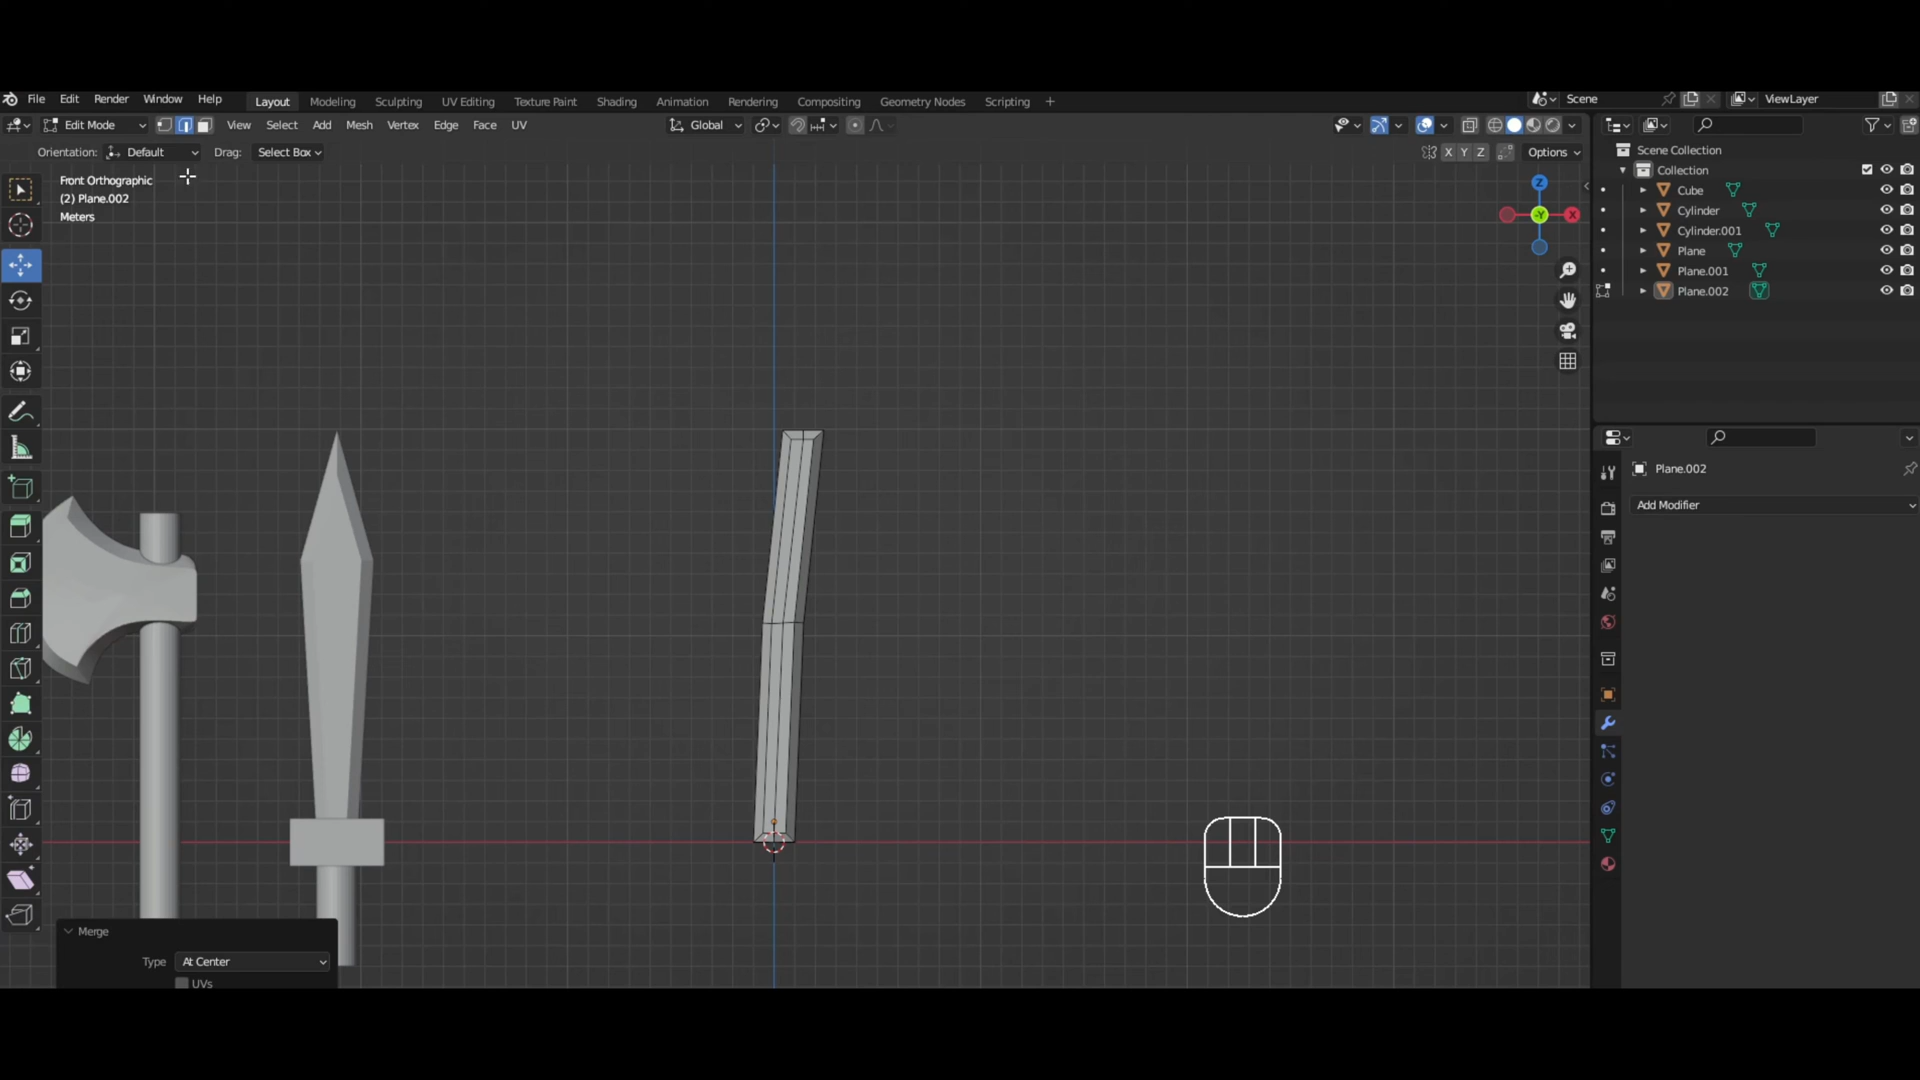 File Edit Render Window Help Layout Modeling Sculpting UV Editing Texture Paint Shading Animation Rendering Compositing Geometry Nodes Scripting + Scene ViewLayer
Edit Mode View Select Add Mesh Vertex Edge Face UV Global
Orientation: Default Drag: Select Box X Y Z Options
Front Orthographic
(2) Plane.002
Meters
Z
-Y X
Scene Collection
Collection
Cube
Cylinder
Cylinder.001
Plane
Plane.001
Plane.002
Plane.002
Add Modifier
Merge
Type At Center
UVs